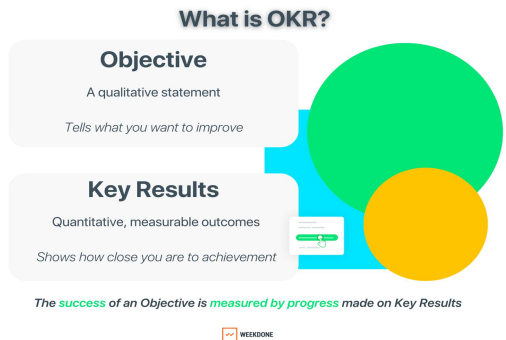 What is OKR?
Objective
A qualitative statement
Tells what you want to improve
Key Results
Quantitative, measurable outcomes
Shows how close you are to achievement
The success of an Objective is measured by progress made on Key Results
WEEKDONE